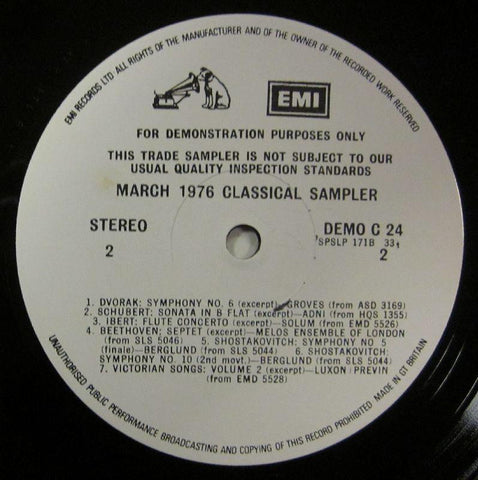 EMI RECORDS LTD. ALL RIGHTS OF THE MANUFACTURER AND OF THE OWNER OF THE RECORDED WORK RESERVED
EMI
FOR DEMONSTRATION PURPOSES ONLY
THIS TRADE SAMPLER IS NOT SUBJECT TO OUR
USUAL QUALITY INSPECTION STANDARDS
MARCH 1976 CLASSICAL SAMPLER
STEREO
2
DEMO C 24
SPSLP 171B 33
2
1. DVORAK: SYMPHONY NO. 6 (excerpt)—GROVES (from ASD 3169)
2. SCHUBERT: SONATA IN B FLAT (excerpt)—ADNI (from HQS 1355)
3. IBERT: FLUTE CONCERTO (excerpt)—SOLUM (from EMD 5526)
4. BEETHOVEN: SEPTET (excerpt)—MELOS ENSEMBLE OF LONDON
(from SLS 5046) 5. SHOSTAKOVITCH: SYMPHONY NO 5
(finale)—BERGLUND (from SLS 5044) 6. SHOSTAKOVITCH:
SYMPHONY NO. 10 (2nd movt.)—BERGLUND (from SLS 5044)
7. VICTORIAN SONGS: VOLUME 2 (excerpt)—LUXON/PREVIN
(from EMD 5528)
UNAUTHORISED PUBLIC PERFORMANCE BROADCASTING AND COPYING OF THIS RECORD PROHIBITED. MADE IN GT BRITAIN